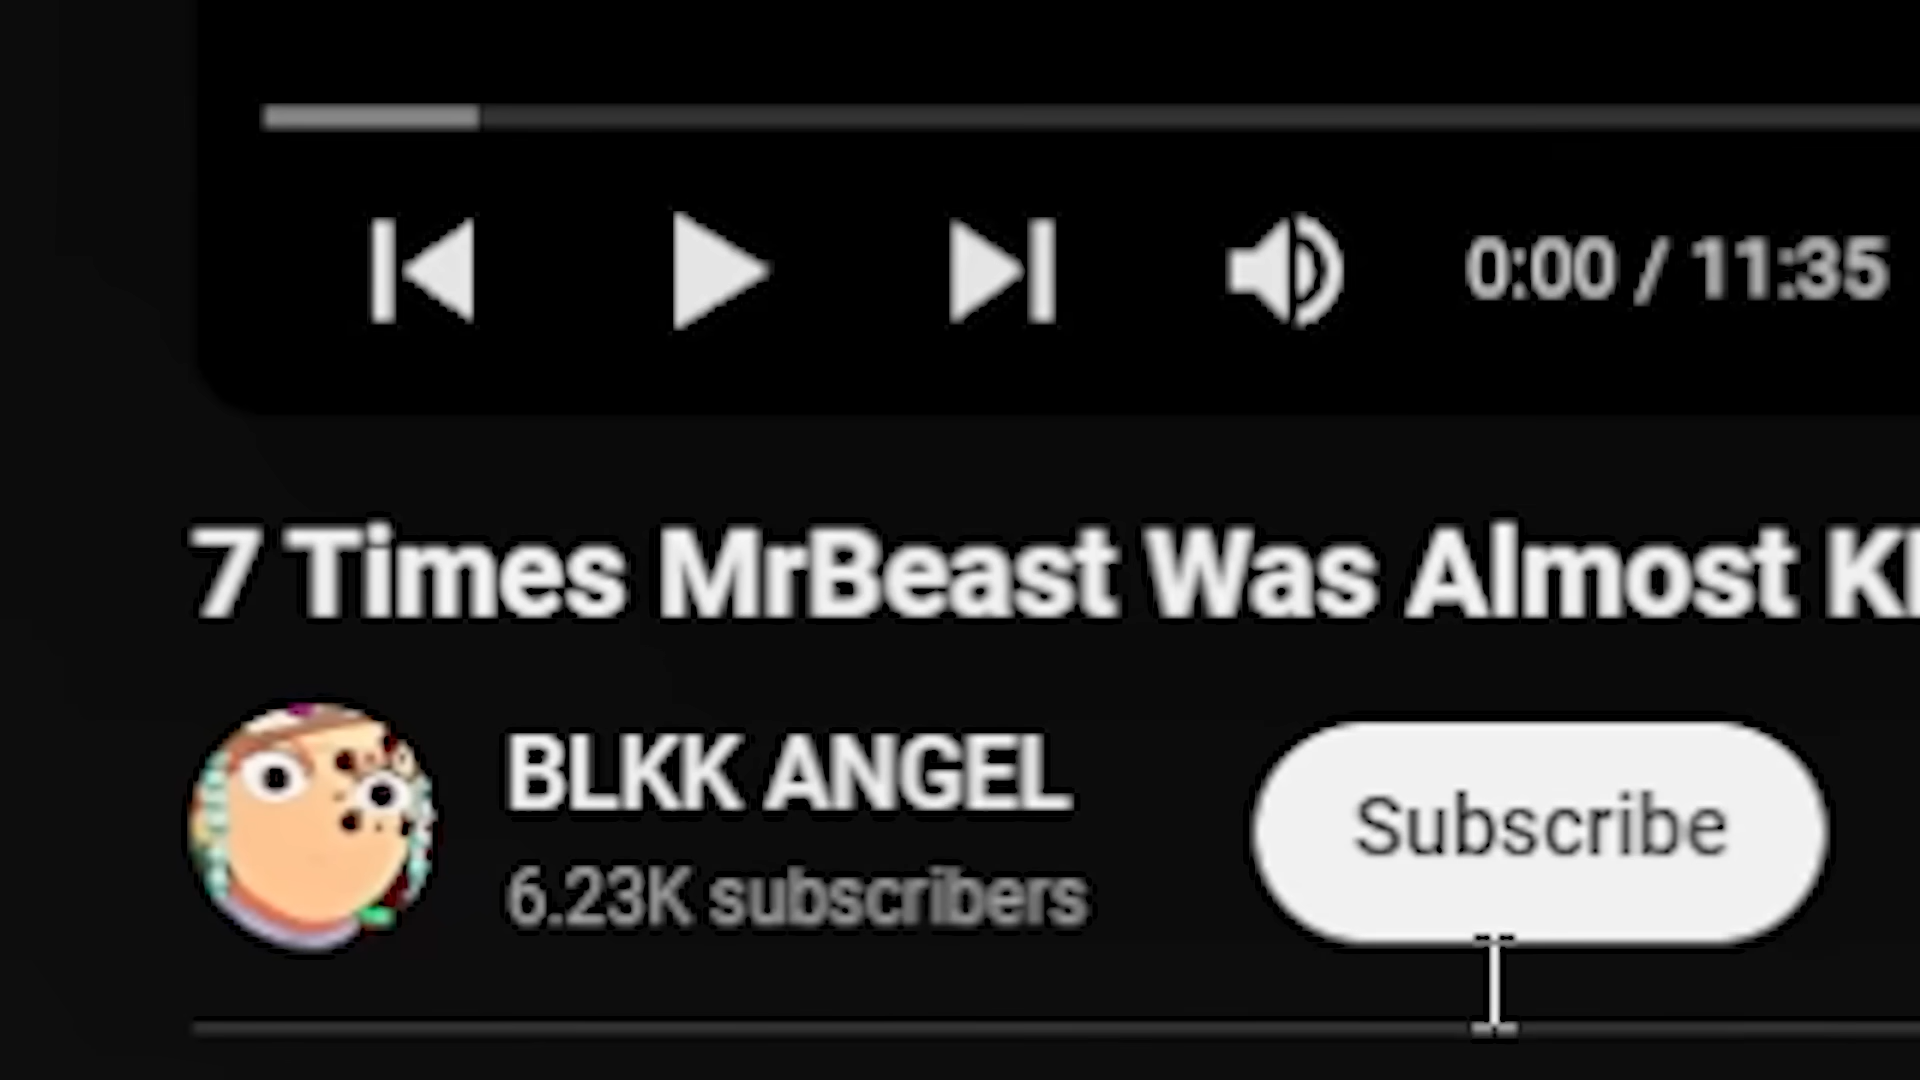 0:00 / 11:35
7 Times MrBeast Was Almost
BLKK ANGEL
6.23K subscribers
Subscribe